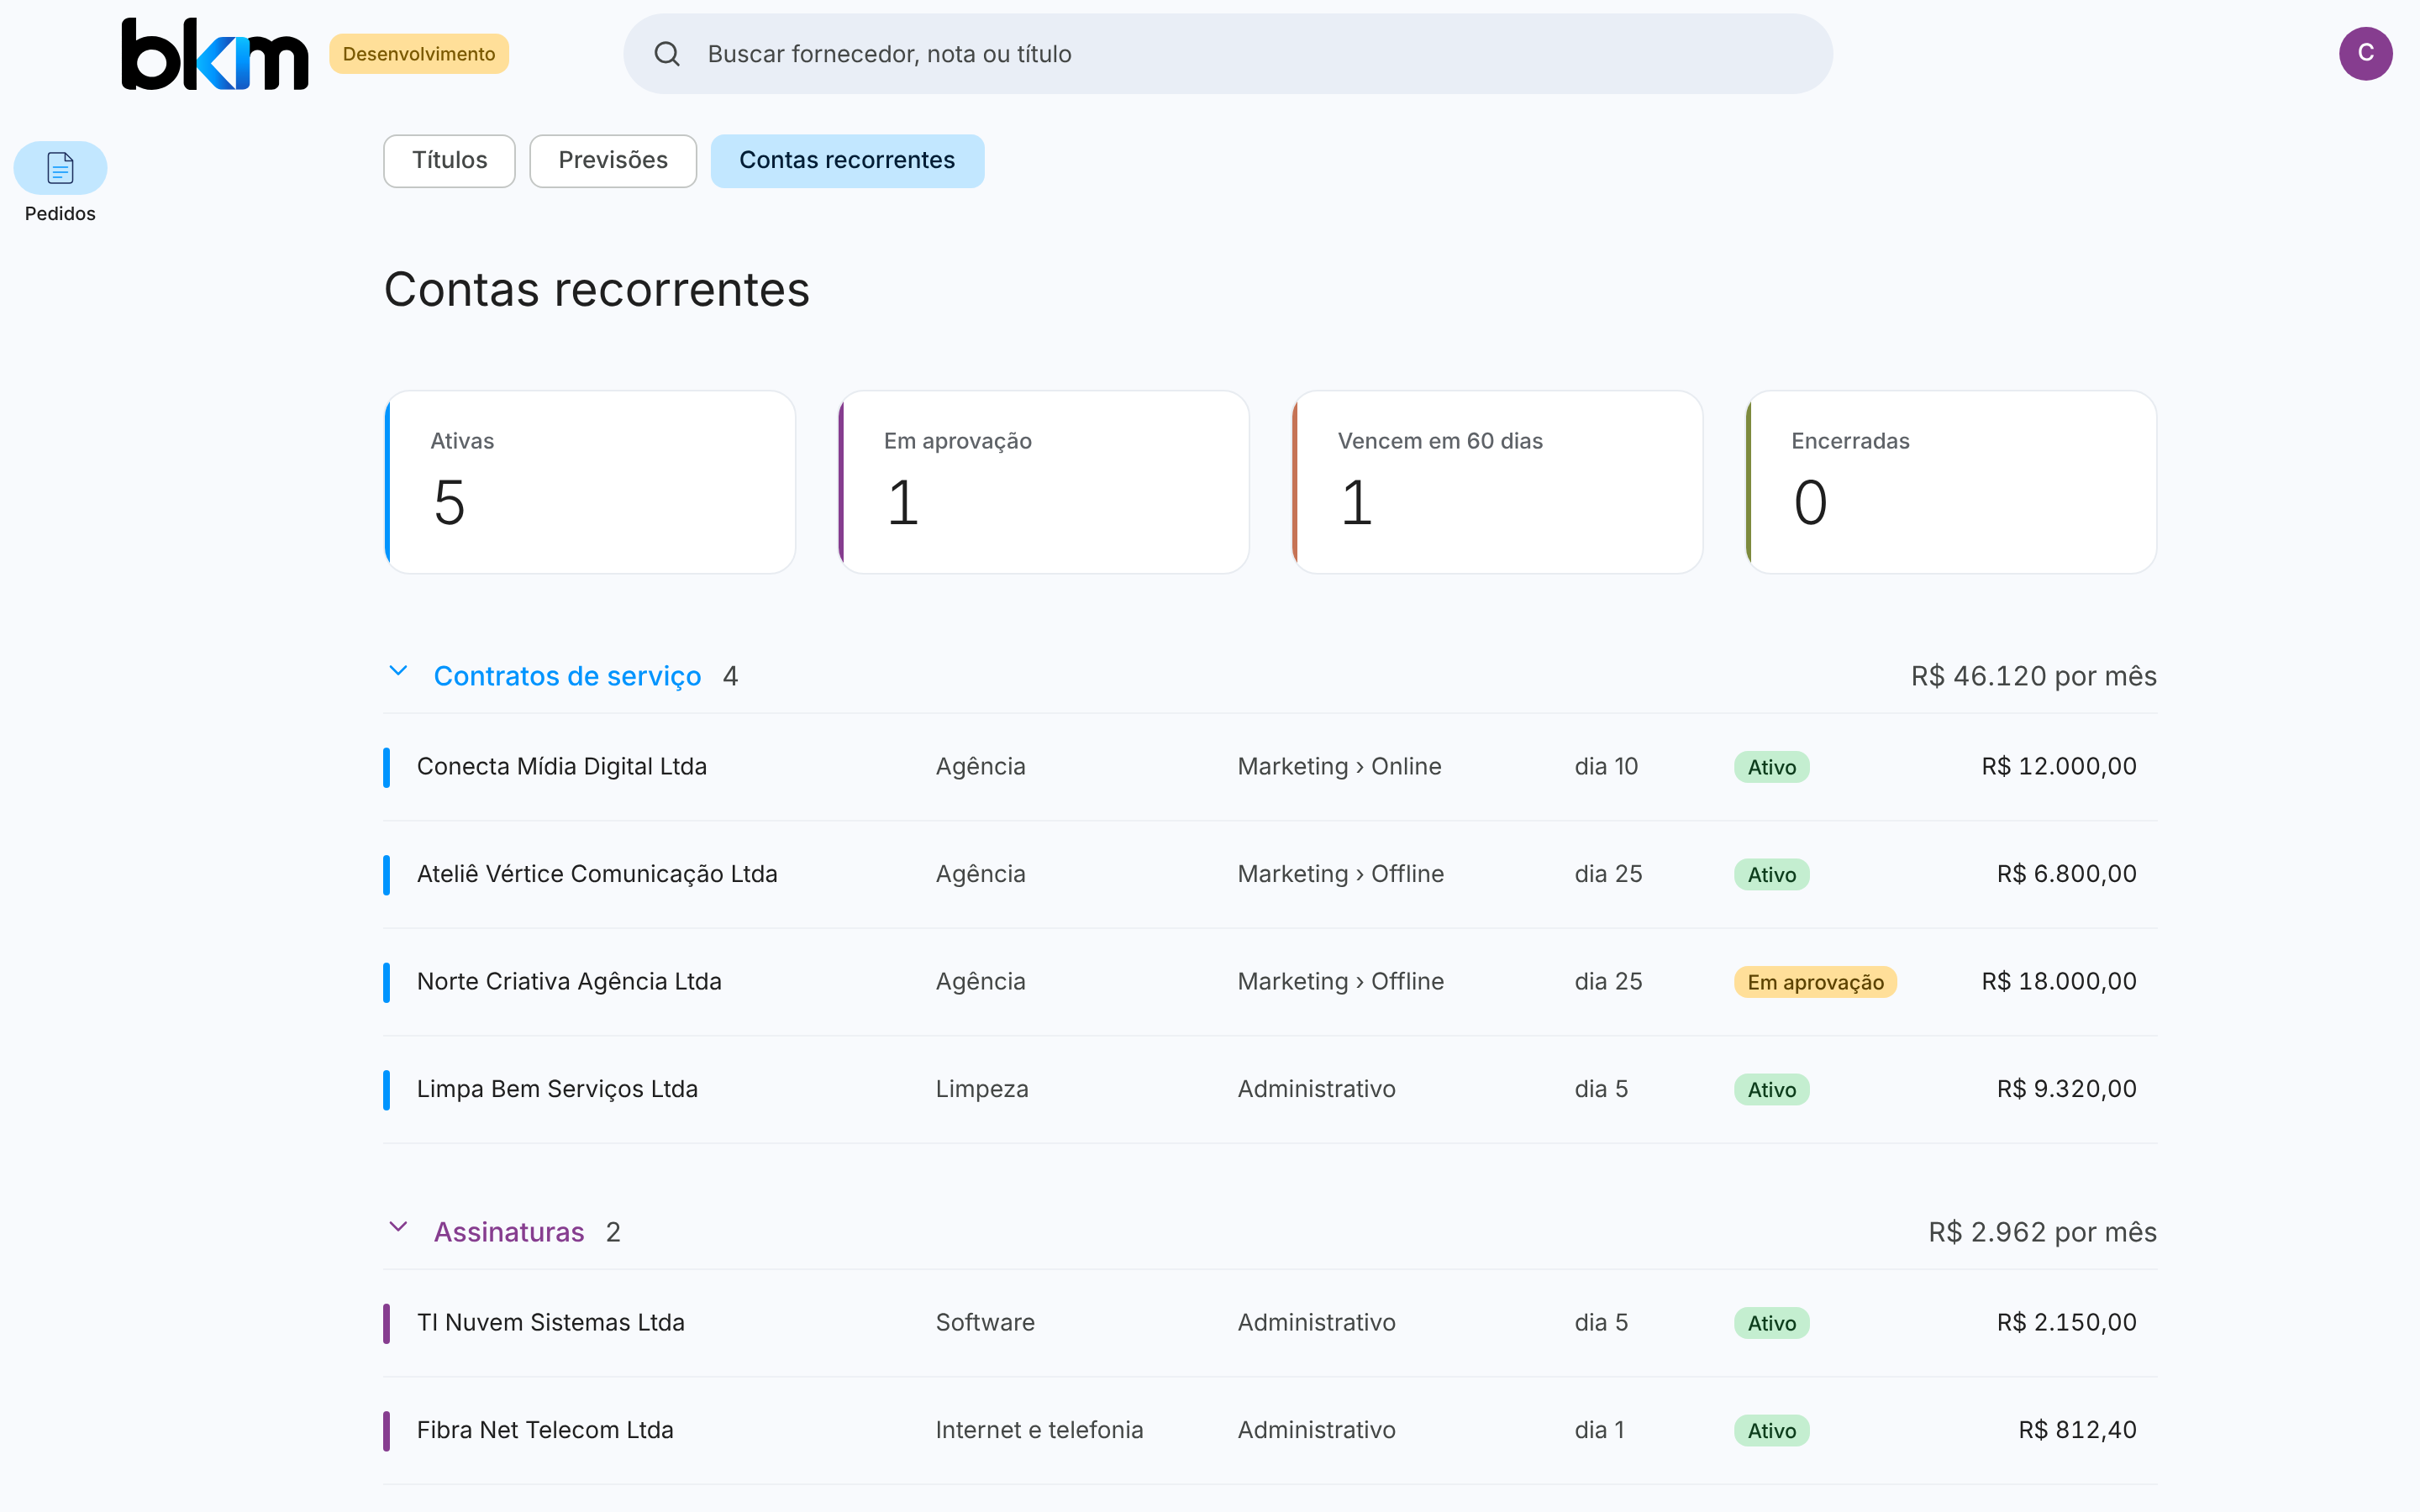 bkm Desenvolvimento Buscar fornecedor, nota ou título C
Títulos Previsões Contas recorrentes
Pedidos
Contas recorrentes
Ativas Em aprovação Vencem em 60 dias Encerradas
5 1 1 0
Contratos de serviço 4 R$ 46.120 por mês
Conecta Mídia Digital Ltda Agência Marketing › Online dia 10 Ativo R$ 12.000,00
Ateliê Vértice Comunicação Ltda Agência Marketing › Offline dia 25 Ativo R$ 6.800,00
Norte Criativa Agência Ltda Agência Marketing › Offline dia 25 Em aprovação R$ 18.000,00
Limpa Bem Serviços Ltda Limpeza Administrativo dia 5 Ativo R$ 9.320,00
Assinaturas 2 R$ 2.962 por mês
TI Nuvem Sistemas Ltda Software Administrativo dia 5 Ativo R$ 2.150,00
Fibra Net Telecom Ltda Internet e telefonia Administrativo dia 1 Ativo R$ 812,40